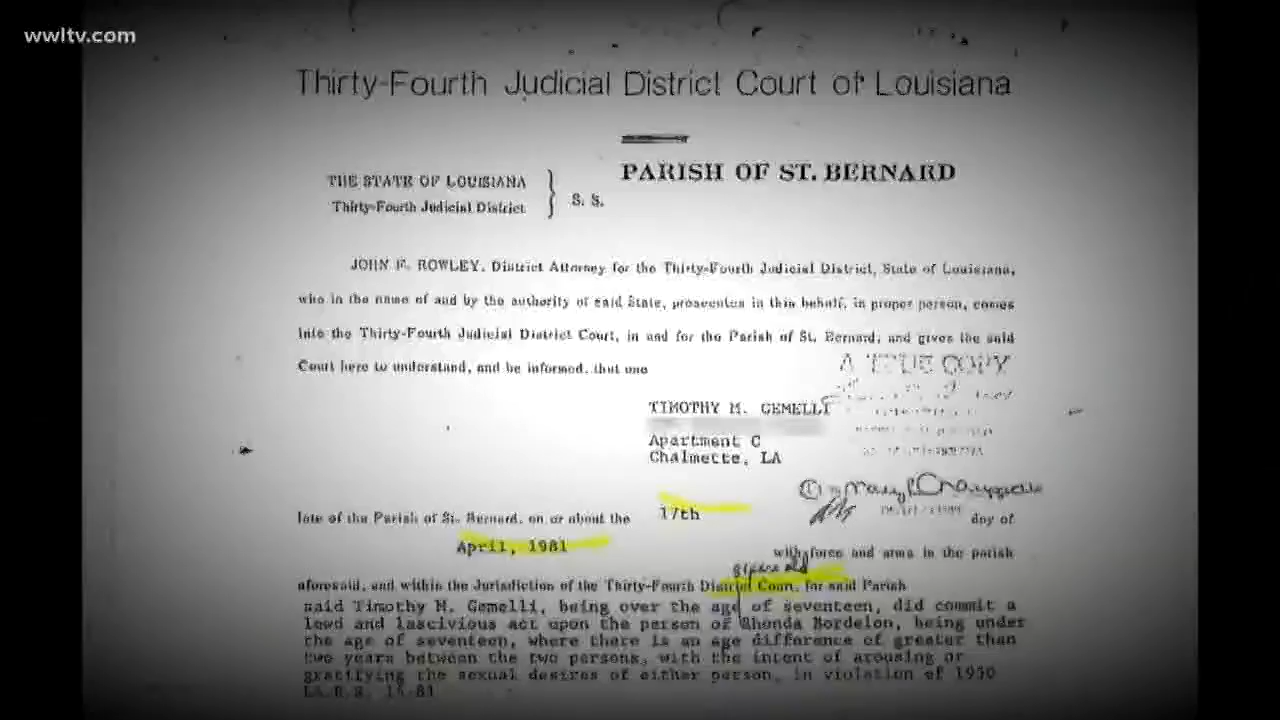 wwltv.com
Thirty-Fourth Judicial District Court of Louisiana
PARISH OF ST. BERNARD
THE STATE OF LOUISIANA
Thirty-Fourth Judicial District
S. S.
JOHN F. ROWLEY, District Attorney for the Thirty-Fourth Judicial District, State of Louisiana,
who in the name of and by the authority of said State, prosecutes in this behalf, in proper person, comes
into the Thirty-Fourth Judicial District Court, in and for the Parish of St. Bernard, and gives the said
Court here to understand, and be informed, that one
A TRUE COPY
TIMOTHY M. GEMELLI
Apartment C
Chalmette, LA
late of the Parish of St. Bernard, on or about the 17th day of
April, 1981 with force and arms in the parish
years old
aforesaid, and within the Jurisdiction of the Thirty-Fourth District Court, for said Parish
said Timothy M. Gemelli, being over the age of seventeen, did commit a
lewd and lascivious act upon the person of Rhonda Bordelon, being under
the age of seventeen, where there is an age difference of greater than
two years between the two persons, with the intent of arousing or
gratifying the sexual desires of either person, in violation of 1950